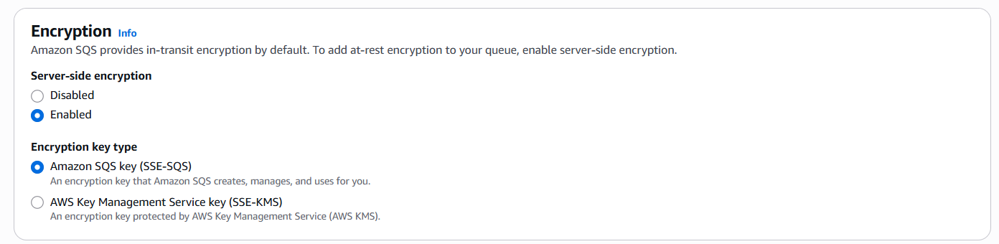 Encryption Info
Amazon SQS provides in-transit encryption by default. To add at-rest encryption to your queue, enable server-side encryption.
Server-side encryption
Disabled
Enabled
Encryption key type
Amazon SQS key (SSE-SQS)
An encryption key that Amazon SQS creates, manages, and uses for you.
AWS Key Management Service key (SSE-KMS)
An encryption key protected by AWS Key Management Service (AWS KMS).